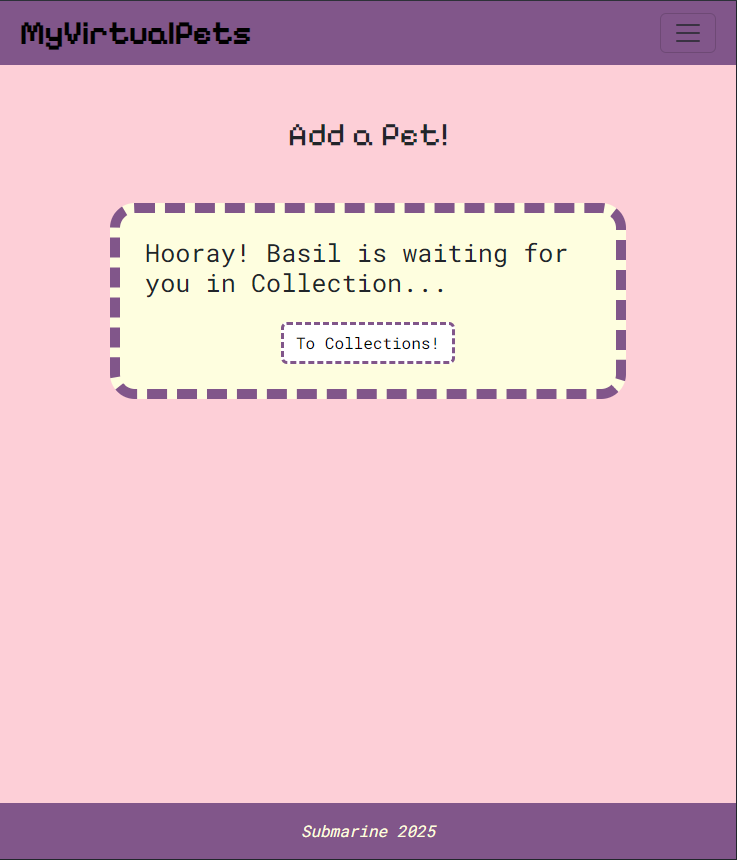 MyVirtualPets
Add a Pet!
Hooray! Basil is waiting for
you in Collection...
To Collections!
Submarine 2025